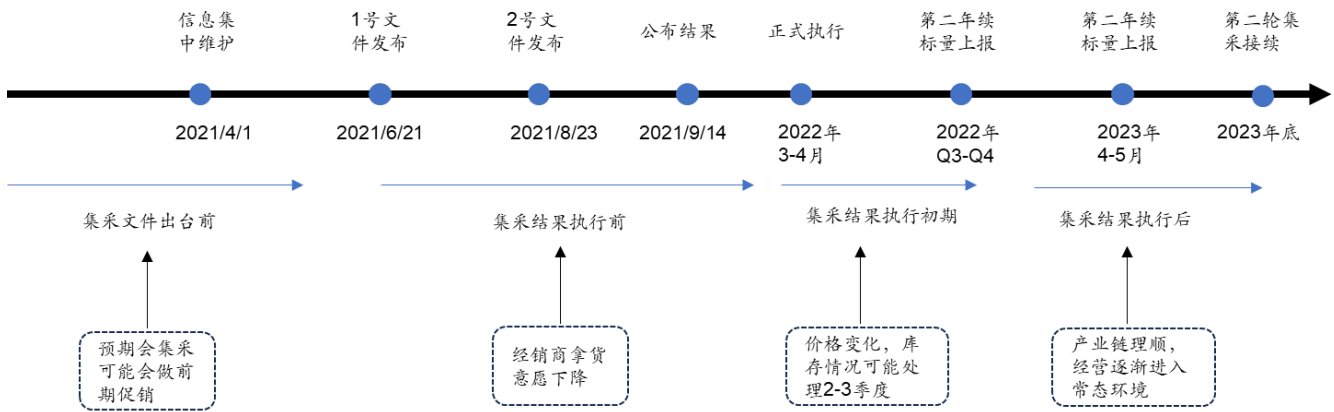 信息集
中维护
1号文
件发布
2号文
件发布
公布结果
正式执行
第二年续
标量上报
第二年续
标量上报
第二轮集
采接续
2021/4/1
2021/6/21
2021/8/23
2021/9/14
2022年
3-4月
2022年
Q3-Q4
2023年
4-5月
2023年底
集采文件出台前
集采结果执行前
集采结果执行初期
集采结果执行后
预期会集采
可能会做前
期促销
经销商拿货
意愿下降
价格变化，库
存情况可能处
理2-3季度
产业链理顺，
经营逐渐进入
常态环境